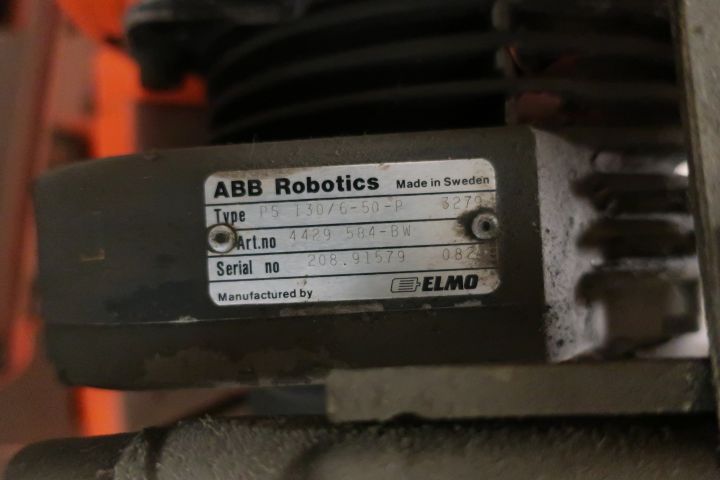 ABB Robotics Made in Sweden
Type PS 130/6-50-P 3279
Art.no 4429 584-BW
Serial no 208.91579 082
Manufactured by ELMO